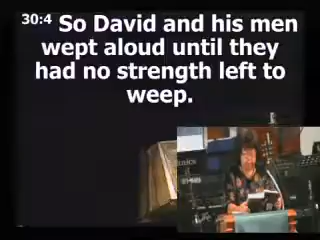 30:4 So David and his men
wept aloud until they
had no strength left to
weep.